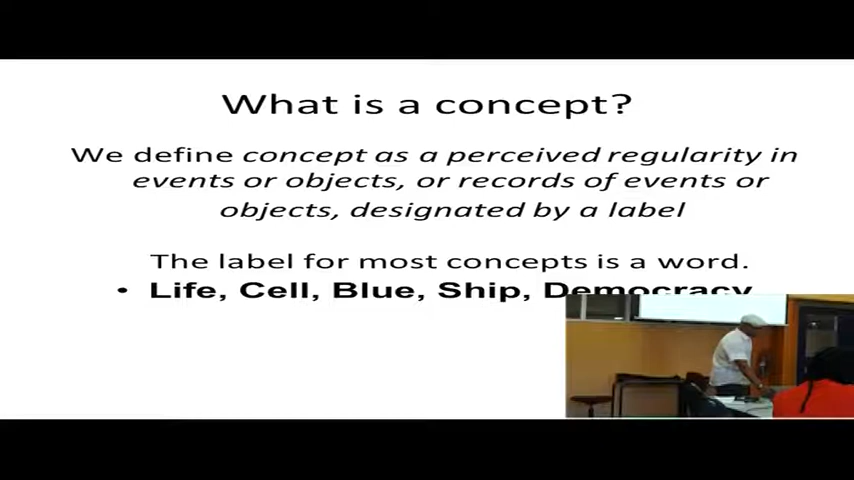 What is a concept?
We define concept as a perceived regularity in
events or objects, or records of events or
objects, designated by a label
The label for most concepts is a word.
• Life, Cell, Blue, Ship, Democracy